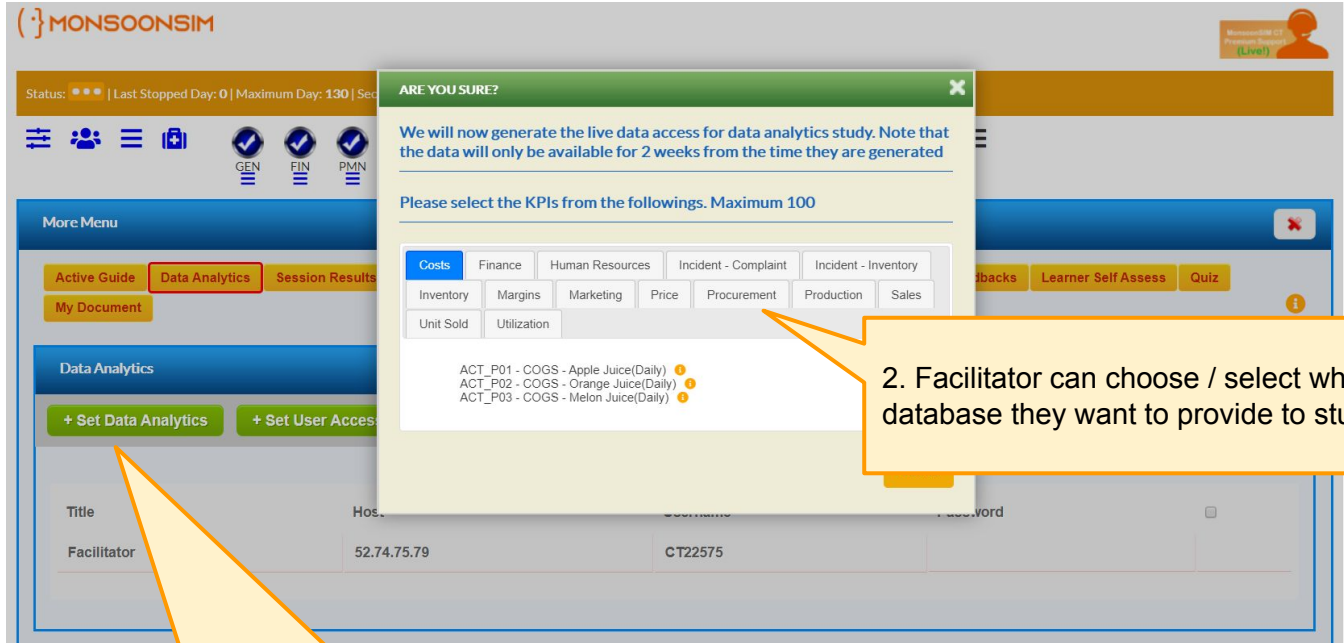 MONSOONSIM
MonsoonSIM CT
Premium Support
(Live!)
Status: | Last Stopped Day: 0 | Maximum Day: 130 | Sec
GEN FIN PMN
ARE YOU SURE?
We will now generate the live data access for data analytics study. Note that
the data will only be available for 2 weeks from the time they are generated
Please select the KPIs from the followings. Maximum 100
Costs Finance Human Resources Incident - Complaint Incident - Inventory
Inventory Margins Marketing Price Procurement Production Sales
Unit Sold Utilization
ACT_P01 - COGS - Apple Juice(Daily)
ACT_P02 - COGS - Orange Juice(Daily)
ACT_P03 - COGS - Melon Juice(Daily)
More Menu
Active Guide Data Analytics Session Results dbacks Learner Self Assess Quiz
My Document
Data Analytics
+ Set Data Analytics + Set User Acces
2. Facilitator can choose / select wh
database they want to provide to stu
Title Host Username Password
Facilitator 52.74.75.79 CT22575